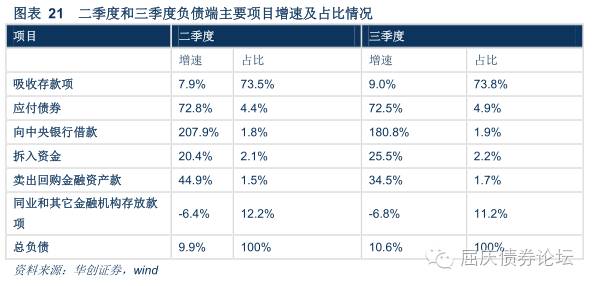 图表 21 二季度和三季度负债端主要项目增速及占比情况
项目 二季度 三季度
增速 占比 增速 占比
吸收存款项 7.9% 73.5% 9.0% 73.8%
应付债券 72.8% 4.4% 72.5% 4.9%
向中央银行借款 207.9% 1.8% 180.8% 1.9%
拆入资金 20.4% 2.1% 25.5% 2.2%
卖出回购金融资产款 44.9% 1.5% 34.5% 1.7%
同业和其它金融机构存放款
项 -6.4% 12.2% -6.8% 11.2%
总负债 9.9% 100% 10.6% 100%
资料来源：华创证券，wind
屈庆债券论坛